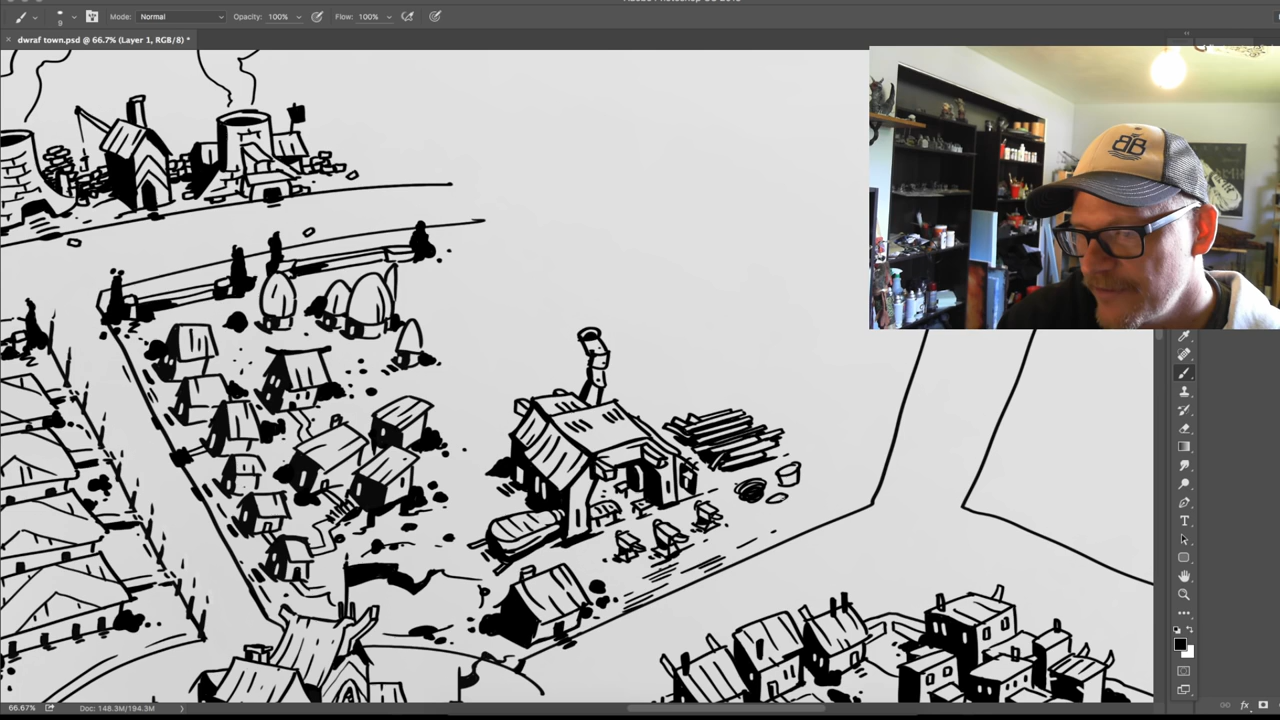 9
Mode: Normal
Opacity: 100%
Flow: 100%
dwraf town.psd @ 66.7% (Layer 1, RGB/8) *
66.67%
Doc: 148.3M/194.3M